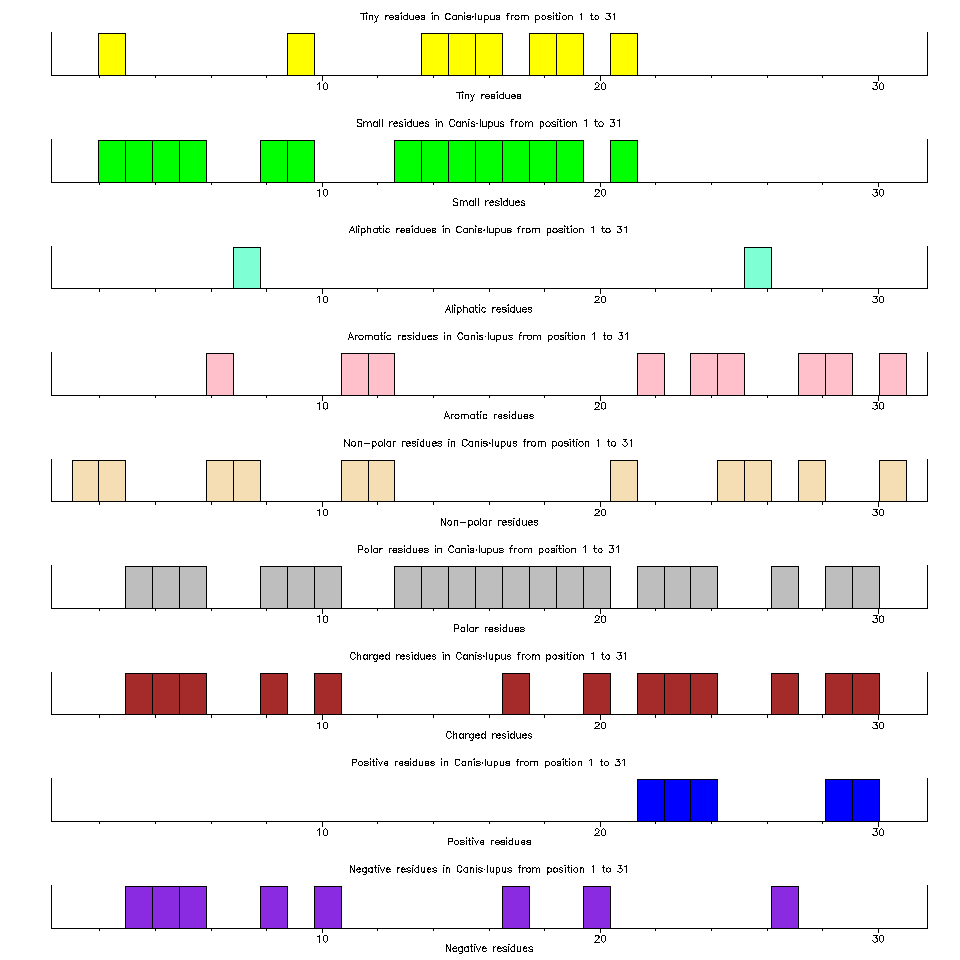 Tiny residues in Canis-lupus from position 1 to 31
10 20 30
Tiny residues
Small residues in Canis-lupus from position 1 to 31
10 20 30
Small residues
Aliphatic residues in Canis-lupus from position 1 to 31
10 20 30
Aliphatic residues
Aromatic residues in Canis-lupus from position 1 to 31
10 20 30
Aromatic residues
Non-polar residues in Canis-lupus from position 1 to 31
10 20 30
Non-polar residues
Polar residues in Canis-lupus from position 1 to 31
10 20 30
Polar residues
Charged residues in Canis-lupus from position 1 to 31
10 20 30
Charged residues
Positive residues in Canis-lupus from position 1 to 31
10 20 30
Positive residues
Negative residues in Canis-lupus from position 1 to 31
10 20 30
Negative residues